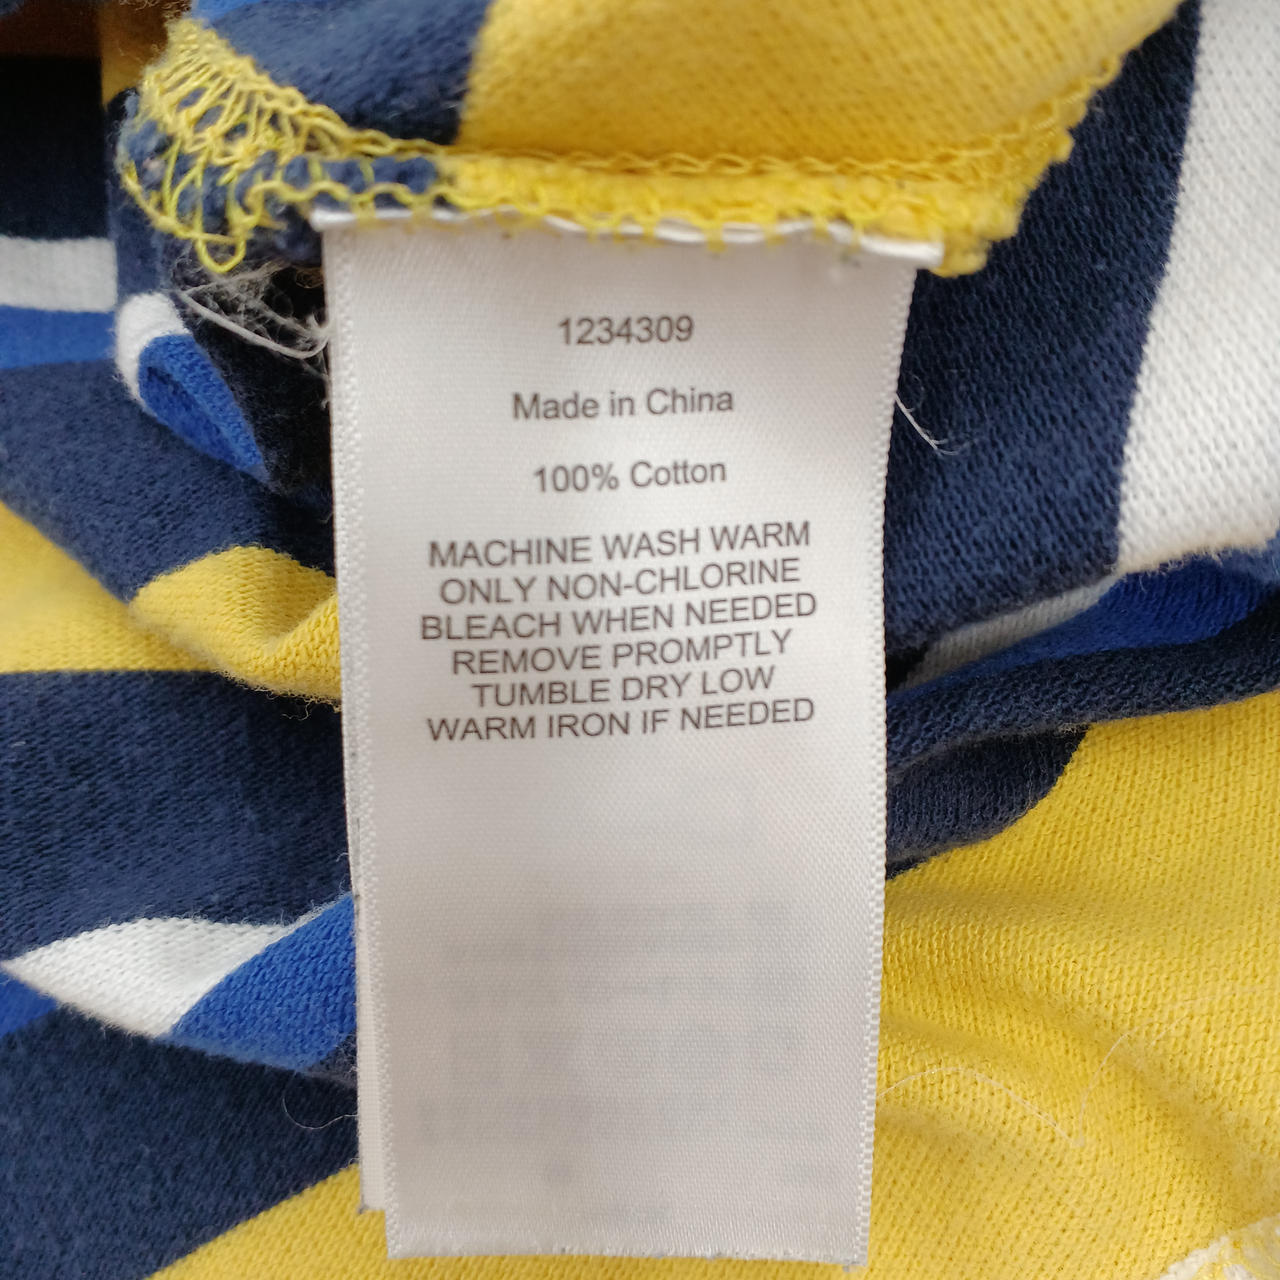 1234309
Made in China
100% Cotton
MACHINE WASH WARM
ONLY NON-CHLORINE
BLEACH WHEN NEEDED
REMOVE PROMPTLY
TUMBLE DRY LOW
WARM IRON IF NEEDED